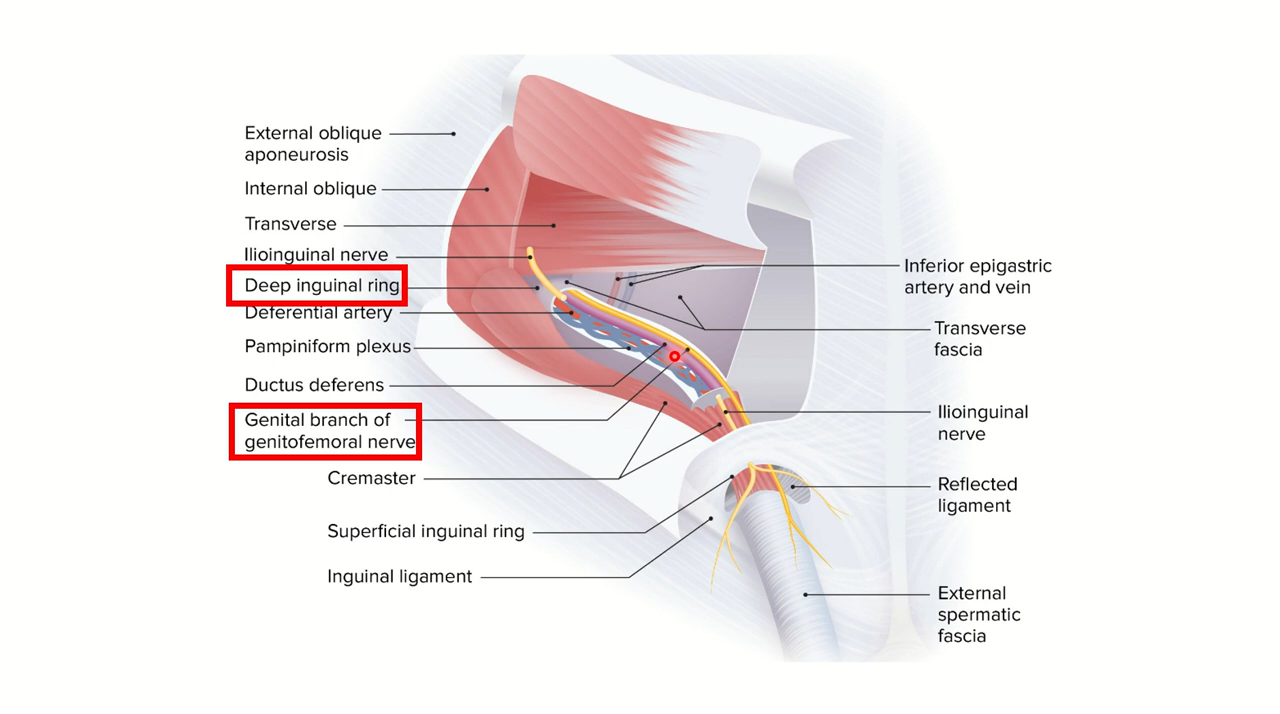 External oblique
aponeurosis
Internal oblique
Transverse
Ilioinguinal nerve
Deep inguinal ring
Deferential artery
Pampiniform plexus
Ductus deferens
Genital branch of
genitofemoral nerve
Cremaster
Superficial inguinal ring
Inguinal ligament
Inferior epigastric
artery and vein
Transverse
fascia
Ilioinguinal
nerve
Reflected
ligament
External
spermatic
fascia